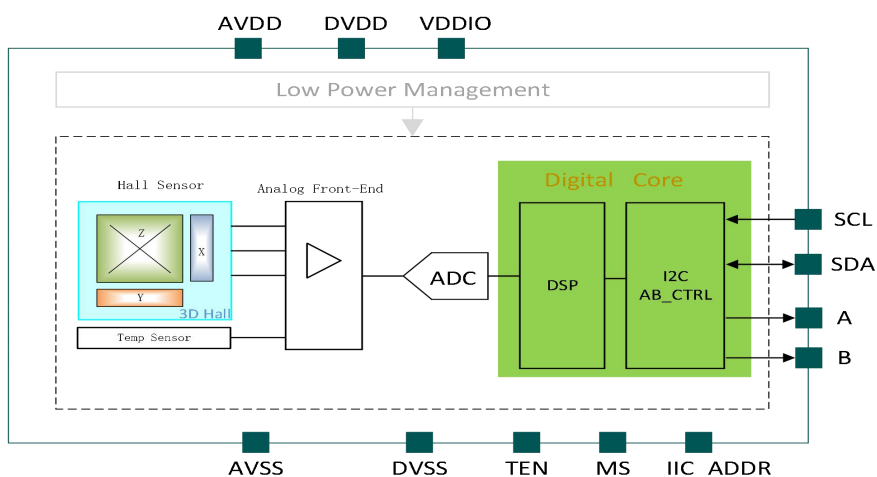 AVDD DVDD VDDIO
Low Power Management
Hall Sensor
Analog Front-End
Digital Core
Z
X
Y
3D Hall
Temp Sensor
ADC
DSP
I2C
AB_CTRL
SCL
SDA
A
B
AVSS DVSS TEN MS IIC ADDR